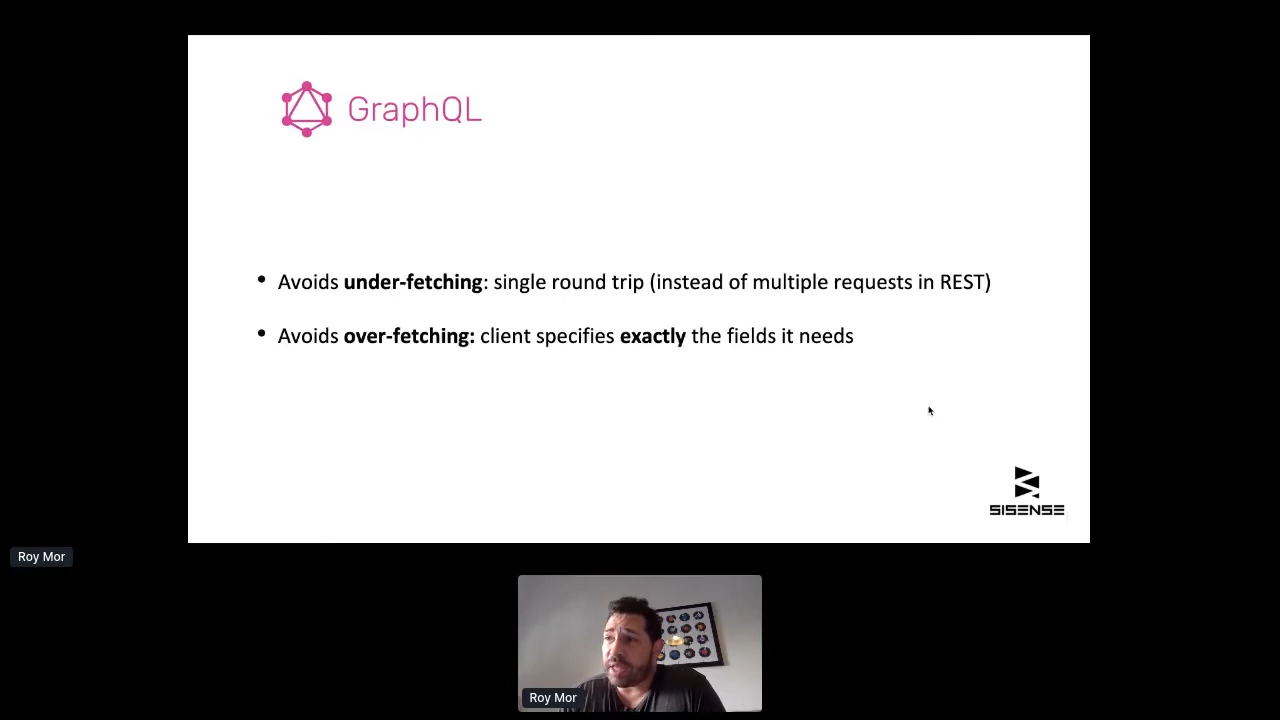 GraphQL
• Avoids under-fetching: single round trip (instead of multiple requests in REST)
• Avoids over-fetching: client specifies exactly the fields it needs
SISENSE
Roy Mor
Roy Mor